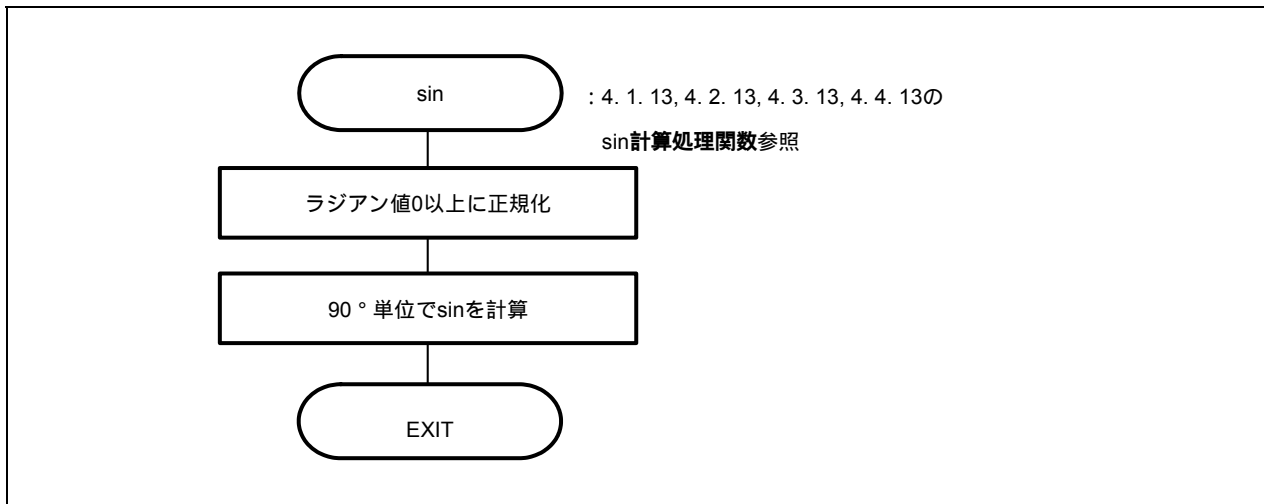 sin
: 4. 1. 13, 4. 2. 13, 4. 3. 13, 4. 4. 13の
sin計算処理関数参照
ラジアン値0以上に正規化
90 ° 単位でsinを計算
EXIT